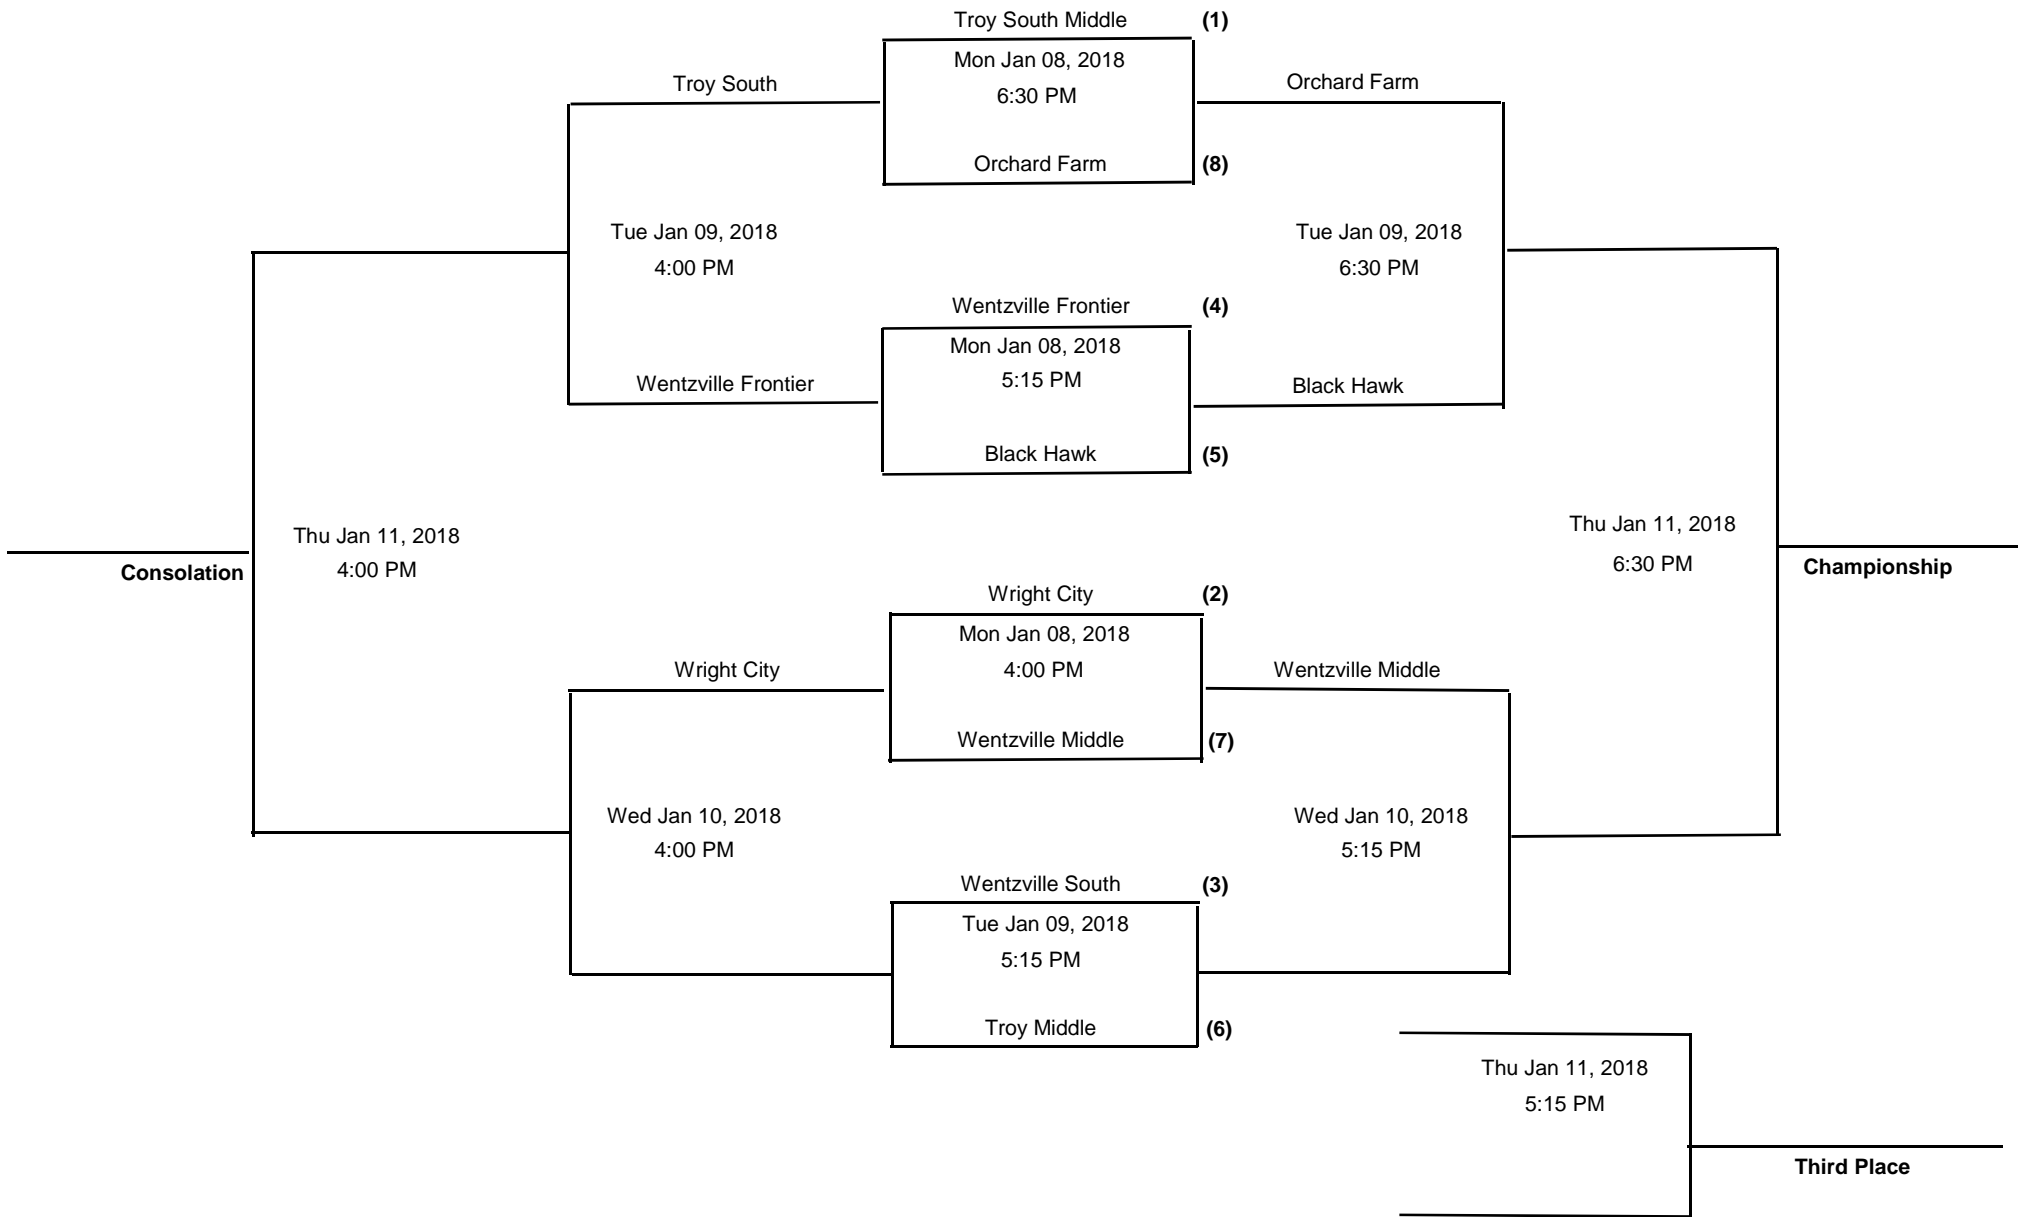 Troy South Middle (1)
Mon Jan 08, 2018
Troy South
Orchard Farm
6:30 PM
Orchard Farm (8)
Tue Jan 09, 2018
4:00 PM
Tue Jan 09, 2018
6:30 PM
Wentzville Frontier (4)
Mon Jan 08, 2018
5:15 PM
Wentzville Frontier
Black Hawk
Black Hawk (5)
Thu Jan 11, 2018
4:00 PM
Consolation
Thu Jan 11, 2018
6:30 PM
Championship
Wright City (2)
Mon Jan 08, 2018
4:00 PM
Wright City
Wentzville Middle
Wentzville Middle (7)
Wed Jan 10, 2018
4:00 PM
Wed Jan 10, 2018
5:15 PM
Wentzville South (3)
Tue Jan 09, 2018
5:15 PM
Troy Middle (6)
Thu Jan 11, 2018
5:15 PM
Third Place